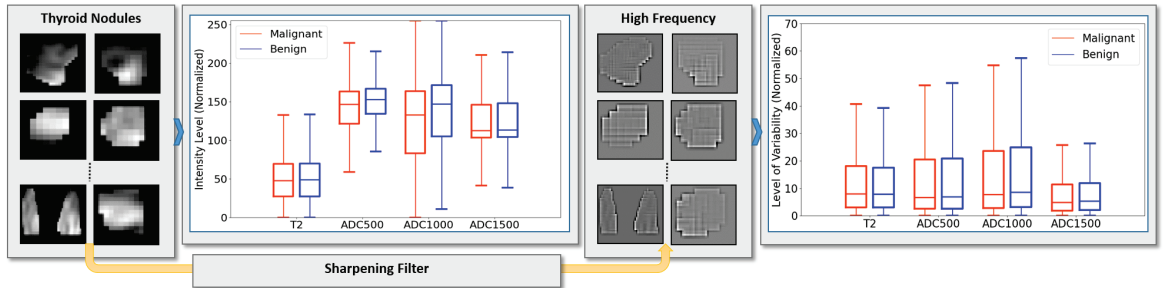 Thyroid Nodules
Intensity Level (Normalized)
250
200
150
100
50
0
Malignant
Benign
T2 ADC500 ADC1000 ADC1500
High Frequency
Level of Variability (Normalized)
70
60
50
40
30
20
10
0
Malignant
Benign
T2 ADC500 ADC1000 ADC1500
Sharpening Filter